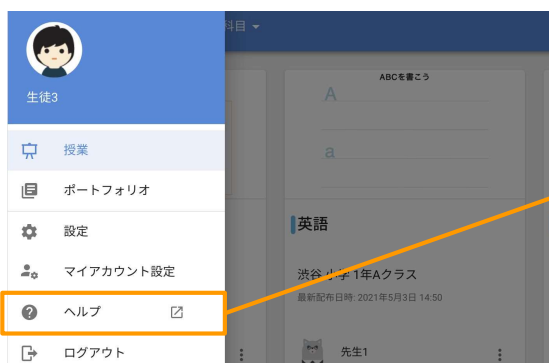 生徒3
授業
ポートフォリオ
設定
マイアカウント設定
ヘルプ
ログアウト
科目
ABCを書こう
A
a
英語
渋谷小学 1年Aクラス
最新配布日時: 2021年5月3日 14:50
先生1